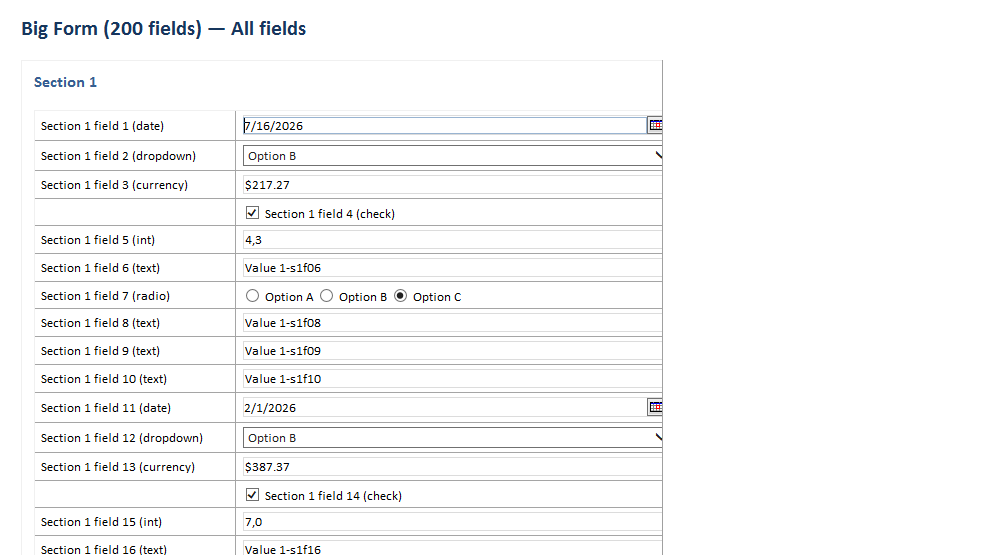 Big Form (200 fields) — All fields
Section 1
Section 1 field 1 (date) 7/16/2026
Section 1 field 2 (dropdown) Option B
Section 1 field 3 (currency) $217.27
Section 1 field 4 (check)
Section 1 field 5 (int) 4,3
Section 1 field 6 (text) Value 1-s1f06
Section 1 field 7 (radio) Option A Option B Option C
Section 1 field 8 (text) Value 1-s1f08
Section 1 field 9 (text) Value 1-s1f09
Section 1 field 10 (text) Value 1-s1f10
Section 1 field 11 (date) 2/1/2026
Section 1 field 12 (dropdown) Option B
Section 1 field 13 (currency) $387.37
Section 1 field 14 (check)
Section 1 field 15 (int) 7,0
Section 1 field 16 (text) Value 1-s1f16